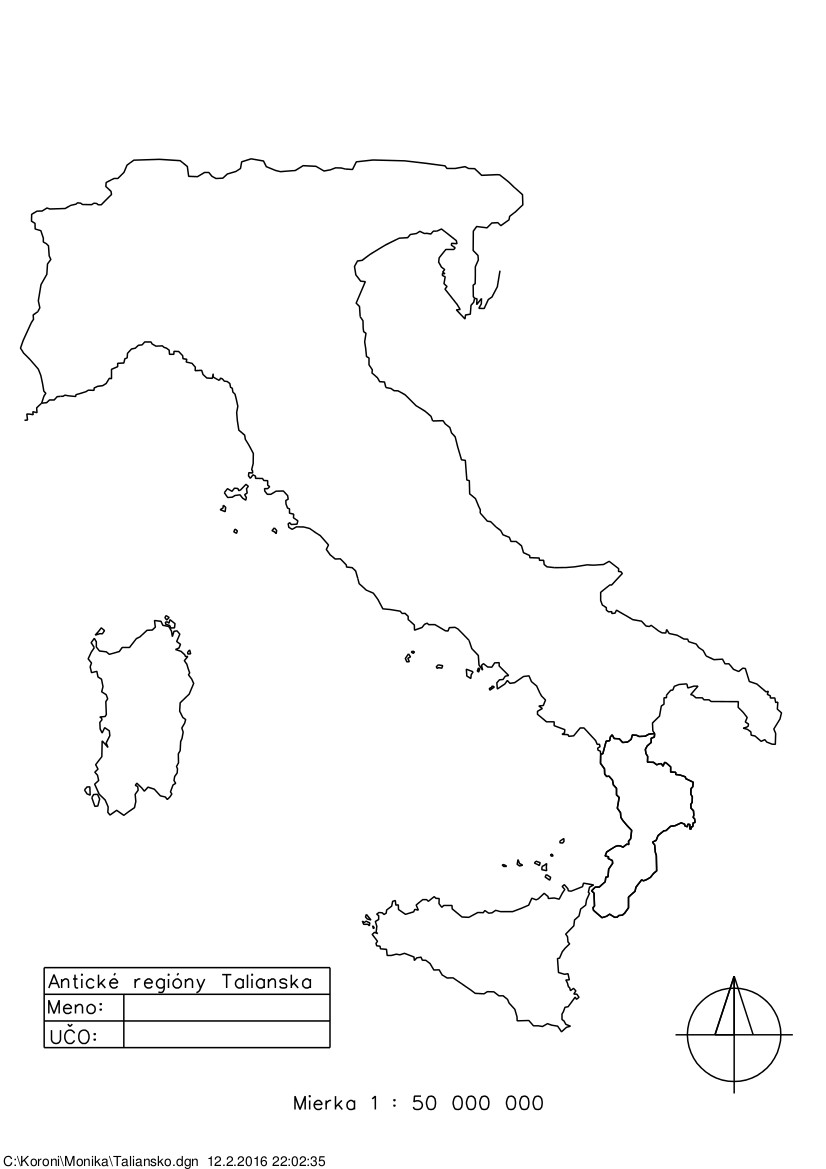 Antické regióny Talianska
Meno:
UČO:
Mierka 1 : 50 000 000
C:\Koroni\Monika\Taliansko.dgn 12.2.2016 22:02:35